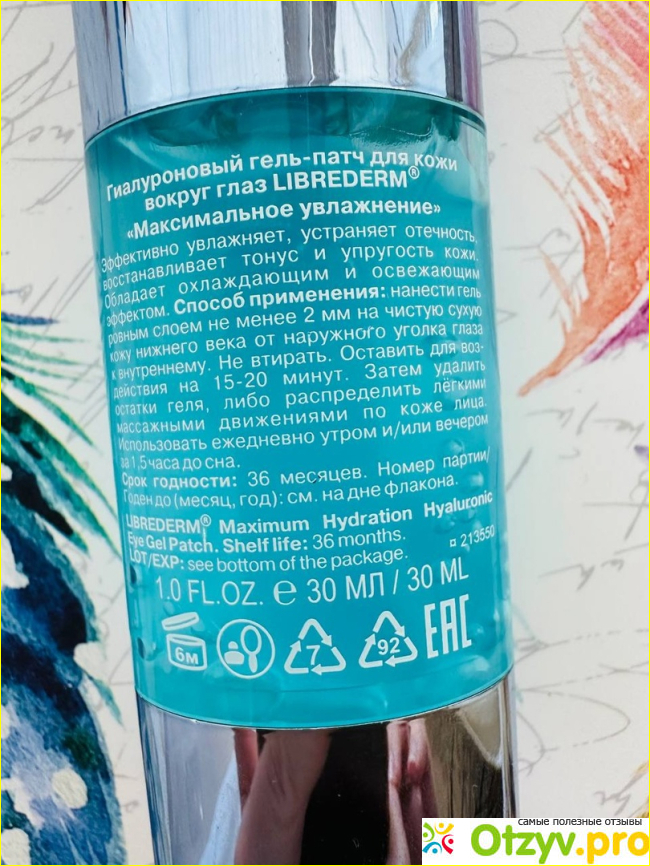 Гиалуроновый гель-патч для кожи
вокруг глаз LIBREDERM®
«Максимальное увлажнение»
Эффективно увлажняет, устраняет отечность,
восстанавливает тонус и упругость кожи.
Обладает охлаждающим и освежающим
эффектом. Способ применения: нанести гель
ровным слоем не менее 2 мм на чистую сухую
кожу нижнего века от наружного уголка глаза
к внутреннему. Не втирать. Оставить для воз-
действия на 15-20 минут. Затем удалить
остатки геля, либо распределить лёгкими
массажными движениями по коже лица.
Использовать ежедневно утром и/или вечером
за 1,5 часа до сна.
Срок годности: 36 месяцев. Номер партии/
Годен до (месяц, год): см. на дне флакона.
LIBREDERM® Maximum Hydration Hyaluronic
Eye Gel Patch. Shelf life: 36 months.
LOT/EXP: see bottom of the package.
213550
1.0 FL.OZ. e 30 МЛ / 30 ML
6м 7 92 EAC
самые полезные отзывы
Otzyv.pro